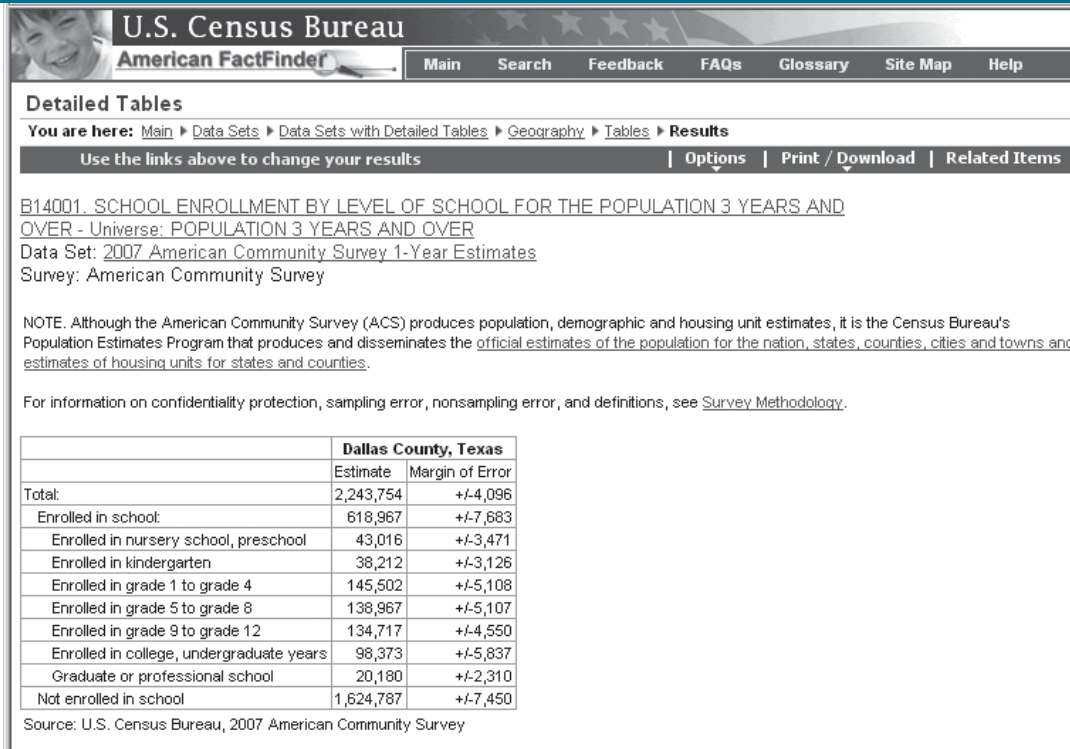 U.S. Census Bureau
American FactFinder
Main Search Feedback FAQs Glossary Site Map Help
Detailed Tables
You are here: Main ▶ Data Sets ▶ Data Sets with Detailed Tables ▶ Geography ▶ Tables ▶ Results
Use the links above to change your results | Options | Print / Download | Related Items
B14001. SCHOOL ENROLLMENT BY LEVEL OF SCHOOL FOR THE POPULATION 3 YEARS AND
OVER - Universe: POPULATION 3 YEARS AND OVER
Data Set: 2007 American Community Survey 1-Year Estimates
Survey: American Community Survey
NOTE. Although the American Community Survey (ACS) produces population, demographic and housing unit estimates, it is the Census Bureau's
Population Estimates Program that produces and disseminates the official estimates of the population for the nation, states, counties, cities and towns and
estimates of housing units for states and counties.
For information on confidentiality protection, sampling error, nonsampling error, and definitions, see Survey Methodology.
Dallas County, Texas
Estimate Margin of Error
Total: 2,243,754 +/-4,096
Enrolled in school: 618,967 +/-7,683
Enrolled in nursery school, preschool 43,016 +/-3,471
Enrolled in kindergarten 38,212 +/-3,126
Enrolled in grade 1 to grade 4 145,502 +/-5,108
Enrolled in grade 5 to grade 8 138,967 +/-5,107
Enrolled in grade 9 to grade 12 134,717 +/-4,550
Enrolled in college, undergraduate years 98,373 +/-5,837
Graduate or professional school 20,180 +/-2,310
Not enrolled in school 1,624,787 +/-7,450
Source: U.S. Census Bureau, 2007 American Community Survey